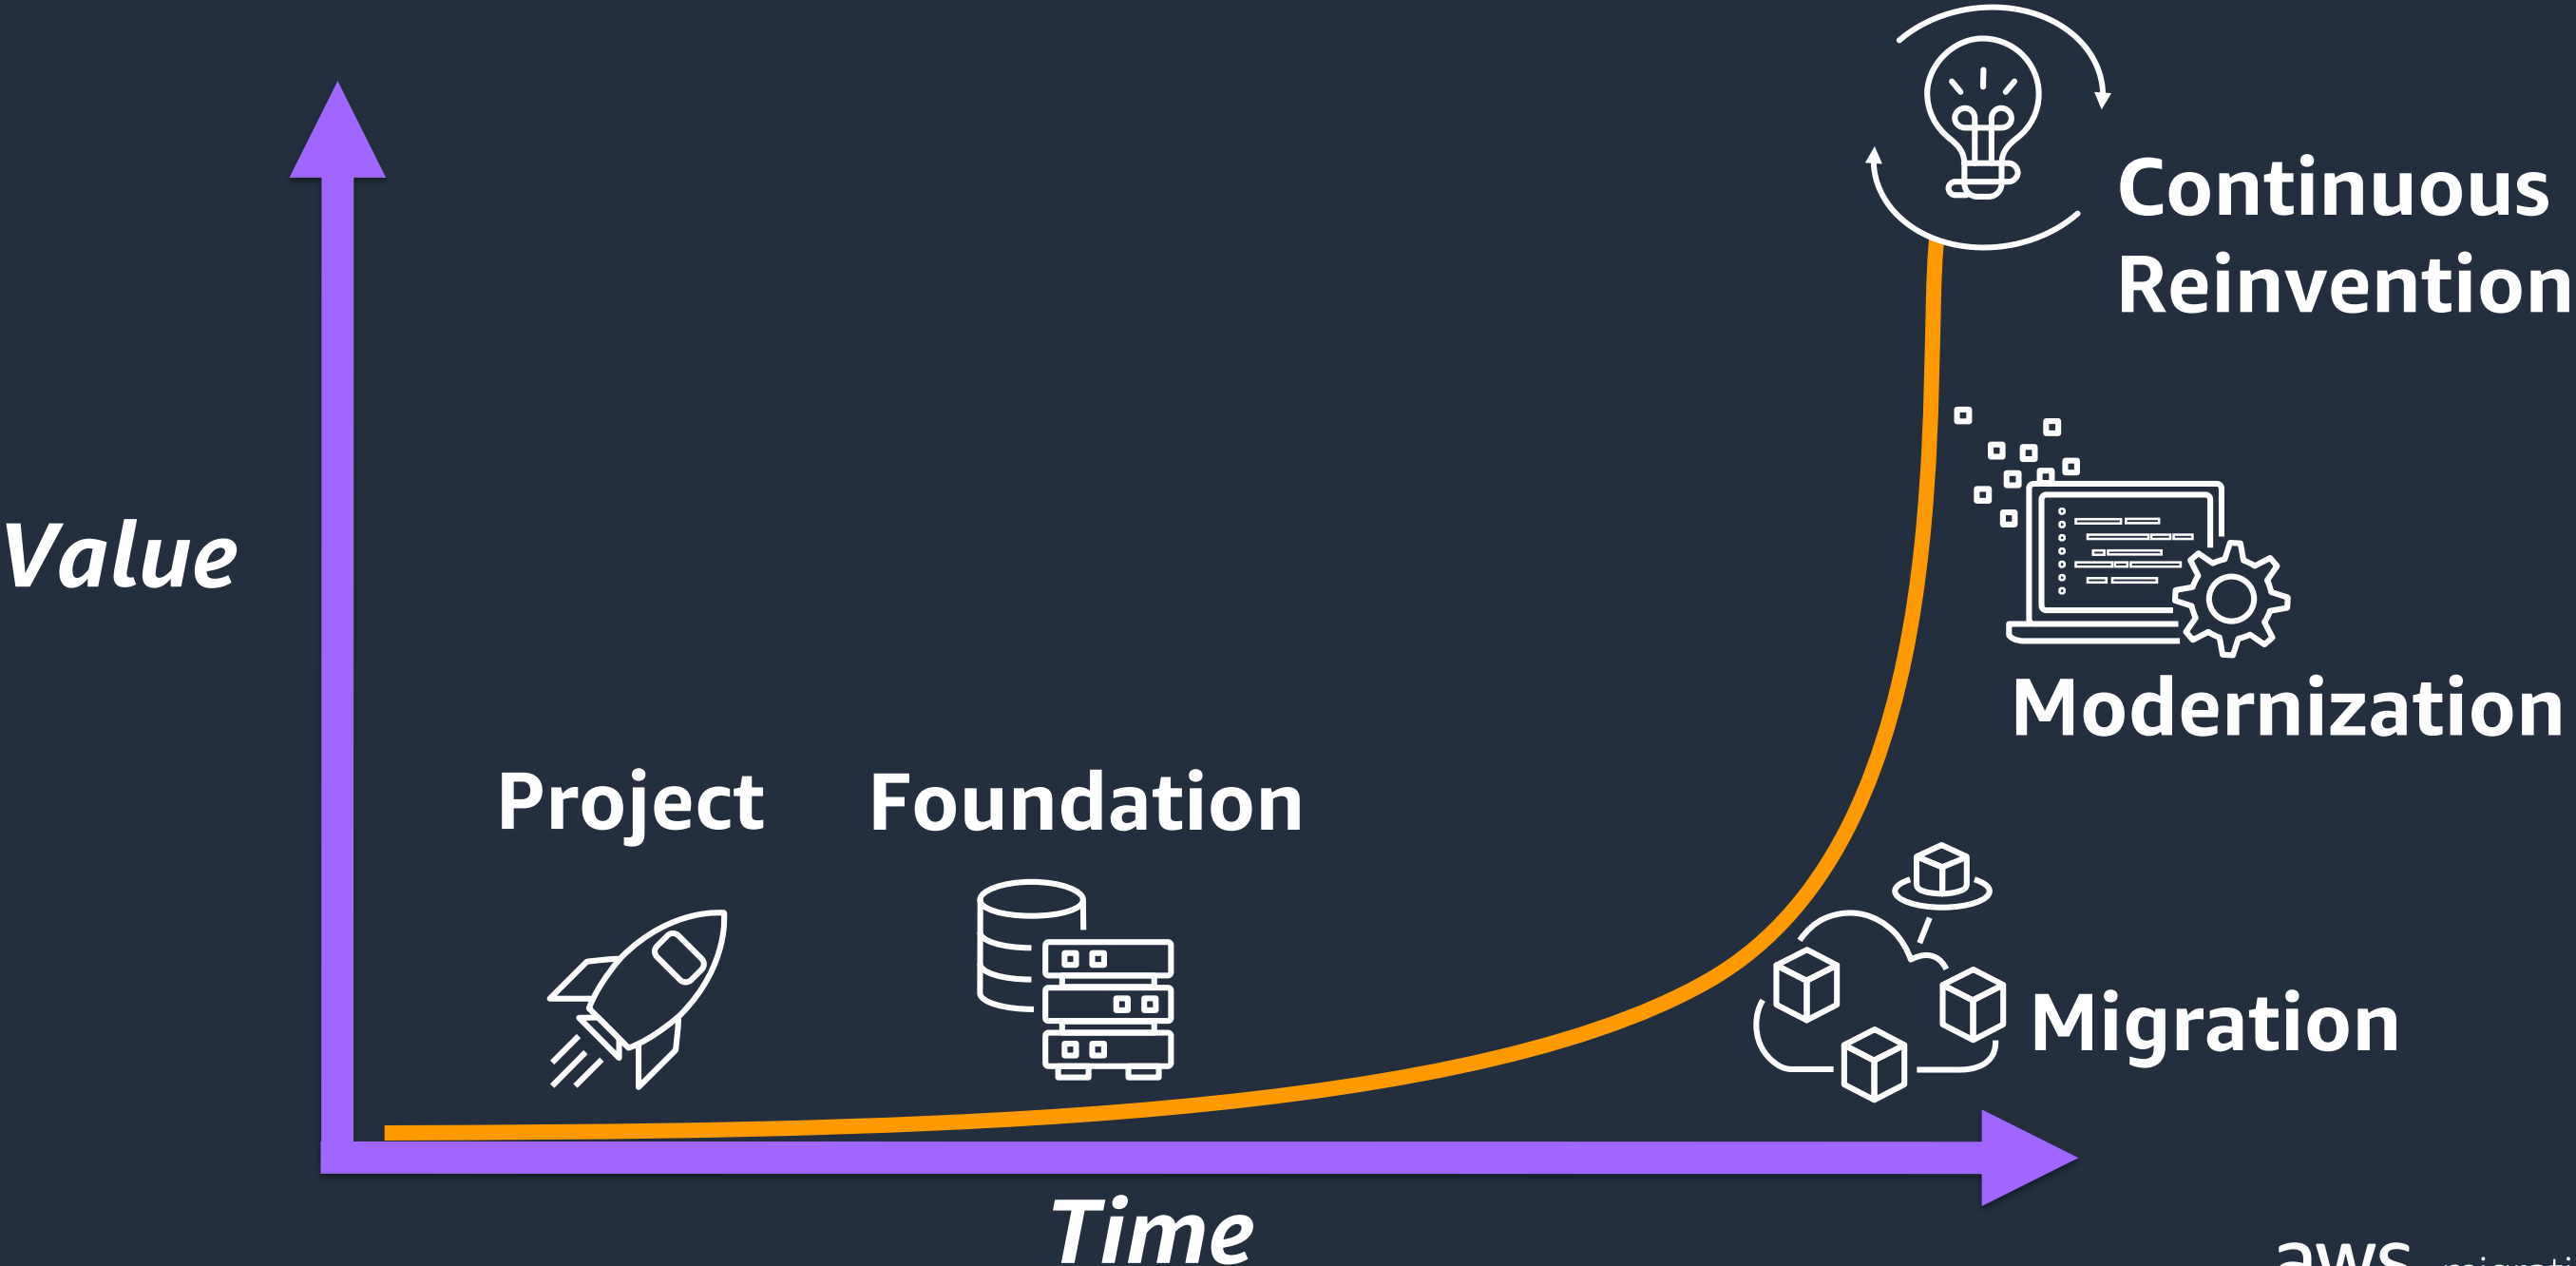 Continuous
Reinvention
Value
Modernization
Project
Foundation
Migration
Time
aws